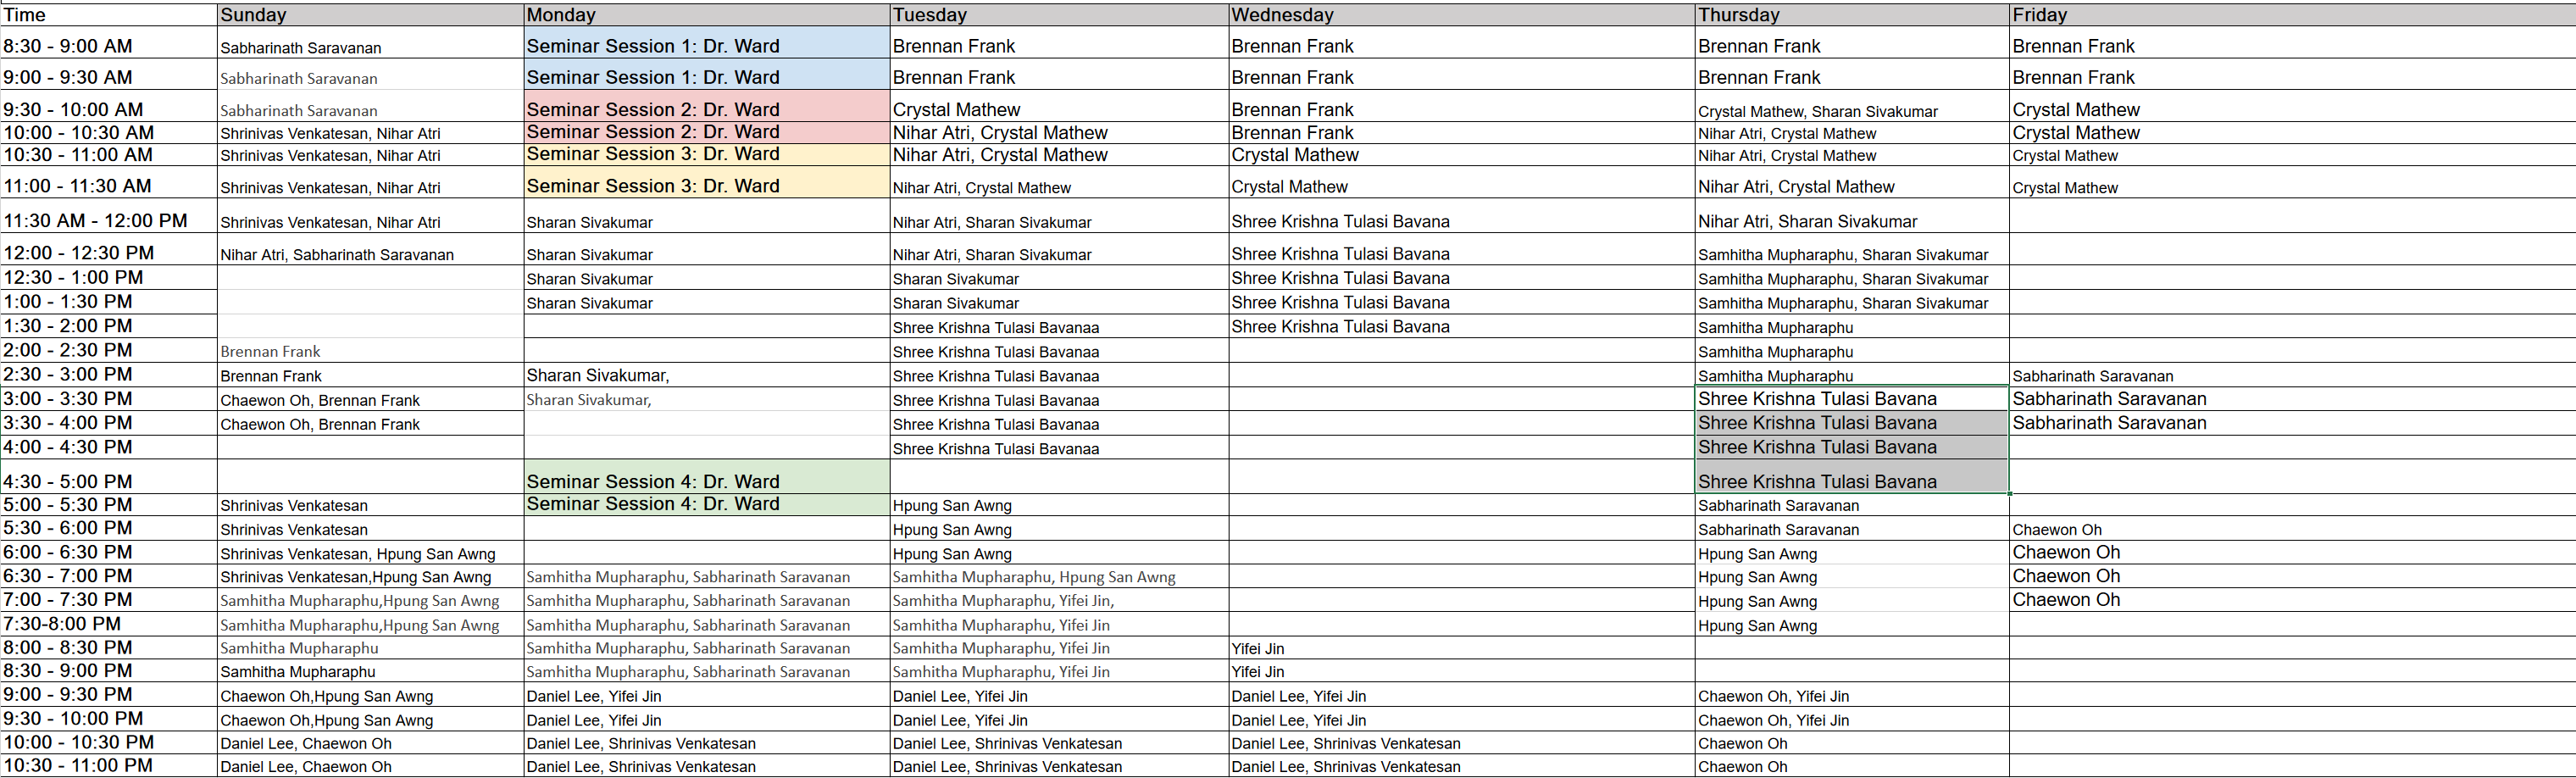 Time Sunday Monday Tuesday Wednesday Thursday Friday
8:30 - 9:00 AM Sabharinath Saravanan Seminar Session 1: Dr. Ward Brennan Frank Brennan Frank Brennan Frank Brennan Frank
9:00 - 9:30 AM Sabharinath Saravanan Seminar Session 1: Dr. Ward Brennan Frank Brennan Frank Brennan Frank Brennan Frank
9:30 - 10:00 AM Sabharinath Saravanan Seminar Session 2: Dr. Ward Crystal Mathew Brennan Frank Crystal Mathew, Sharan Sivakumar Crystal Mathew
10:00 - 10:30 AM Shrinivas Venkatesan, Nihar Atri Seminar Session 2: Dr. Ward Nihar Atri, Crystal Mathew Brennan Frank Nihar Atri, Crystal Mathew Crystal Mathew
10:30 - 11:00 AM Shrinivas Venkatesan, Nihar Atri Seminar Session 3: Dr. Ward Nihar Atri, Crystal Mathew Crystal Mathew Nihar Atri, Crystal Mathew Crystal Mathew
11:00 - 11:30 AM Shrinivas Venkatesan, Nihar Atri Seminar Session 3: Dr. Ward Nihar Atri, Crystal Mathew Crystal Mathew Nihar Atri, Crystal Mathew Crystal Mathew
11:30 AM - 12:00 PM Shrinivas Venkatesan, Nihar Atri Sharan Sivakumar Nihar Atri, Sharan Sivakumar Shree Krishna Tulasi Bavana Nihar Atri, Sharan Sivakumar
12:00 - 12:30 PM Nihar Atri, Sabharinath Saravanan Sharan Sivakumar Nihar Atri, Sharan Sivakumar Shree Krishna Tulasi Bavana Samhitha Mupharaphu, Sharan Sivakumar
12:30 - 1:00 PM Sharan Sivakumar Sharan Sivakumar Shree Krishna Tulasi Bavana Samhitha Mupharaphu, Sharan Sivakumar
1:00 - 1:30 PM Sharan Sivakumar Sharan Sivakumar Shree Krishna Tulasi Bavana Samhitha Mupharaphu, Sharan Sivakumar
1:30 - 2:00 PM Shree Krishna Tulasi Bavanaa Shree Krishna Tulasi Bavana Samhitha Mupharaphu
2:00 - 2:30 PM Brennan Frank Shree Krishna Tulasi Bavanaa Samhitha Mupharaphu
2:30 - 3:00 PM Brennan Frank Sharan Sivakumar, Shree Krishna Tulasi Bavanaa Samhitha Mupharaphu Sabharinath Saravanan
3:00 - 3:30 PM Chaewon Oh, Brennan Frank Sharan Sivakumar, Shree Krishna Tulasi Bavanaa Shree Krishna Tulasi Bavana Sabharinath Saravanan
3:30 - 4:00 PM Chaewon Oh, Brennan Frank Shree Krishna Tulasi Bavanaa Shree Krishna Tulasi Bavana Sabharinath Saravanan
4:00 - 4:30 PM Shree Krishna Tulasi Bavanaa Shree Krishna Tulasi Bavana
4:30 - 5:00 PM Seminar Session 4: Dr. Ward Shree Krishna Tulasi Bavana
5:00 - 5:30 PM Shrinivas Venkatesan Seminar Session 4: Dr. Ward Hpung San Awng Sabharinath Saravanan
5:30 - 6:00 PM Shrinivas Venkatesan Hpung San Awng Sabharinath Saravanan Chaewon Oh
6:00 - 6:30 PM Shrinivas Venkatesan, Hpung San Awng Hpung San Awng Hpung San Awng Chaewon Oh
6:30 - 7:00 PM Shrinivas Venkatesan,Hpung San Awng Samhitha Mupharaphu, Sabharinath Saravanan Samhitha Mupharaphu, Hpung San Awng Hpung San Awng Chaewon Oh
7:00 - 7:30 PM Samhitha Mupharaphu,Hpung San Awng Samhitha Mupharaphu, Sabharinath Saravanan Samhitha Mupharaphu, Yifei Jin, Hpung San Awng Chaewon Oh
7:30-8:00 PM Samhitha Mupharaphu,Hpung San Awng Samhitha Mupharaphu, Sabharinath Saravanan Samhitha Mupharaphu, Yifei Jin Hpung San Awng
8:00 - 8:30 PM Samhitha Mupharaphu Samhitha Mupharaphu, Sabharinath Saravanan Samhitha Mupharaphu, Yifei Jin Yifei Jin
8:30 - 9:00 PM Samhitha Mupharaphu Samhitha Mupharaphu, Sabharinath Saravanan Samhitha Mupharaphu, Yifei Jin Yifei Jin
9:00 - 9:30 PM Chaewon Oh,Hpung San Awng Daniel Lee, Yifei Jin Daniel Lee, Yifei Jin Daniel Lee, Yifei Jin Chaewon Oh, Yifei Jin
9:30 - 10:00 PM Chaewon Oh,Hpung San Awng Daniel Lee, Yifei Jin Daniel Lee, Yifei Jin Daniel Lee, Yifei Jin Chaewon Oh, Yifei Jin
10:00 - 10:30 PM Daniel Lee, Chaewon Oh Daniel Lee, Shrinivas Venkatesan Daniel Lee, Shrinivas Venkatesan Daniel Lee, Shrinivas Venkatesan Chaewon Oh
10:30 - 11:00 PM Daniel Lee, Chaewon Oh Daniel Lee, Shrinivas Venkatesan Daniel Lee, Shrinivas Venkatesan Daniel Lee, Shrinivas Venkatesan Chaewon Oh